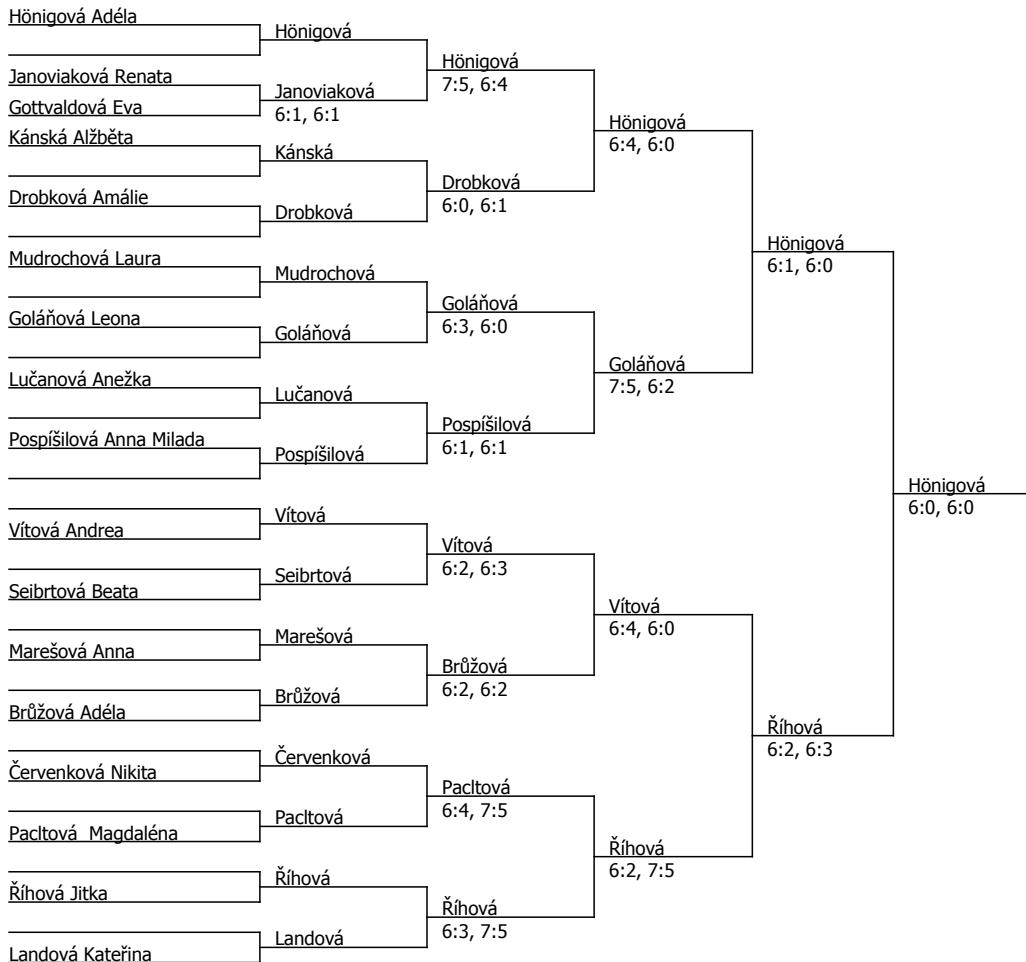 Hönigová Adéla
Janoviaková Renata
Gottvaldová Eva
Kánská Alžběta
Drobková Amálie
Mudrochová Laura
Goláňová Leona
Lučanová Anežka
Pospíšilová Anna Milada
Vítová Andrea
Seibrtová Beata
Marešová Anna
Brůžová Adéla
Červenková Nikita
Pacltová  Magdaléna
Říhová Jitka
Landová Kateřina
Hönigová
Janoviaková
6:1, 6:1
Kánská
Drobková
Mudrochová
Goláňová
Lučanová
Pospíšilová
Vítová
Seibrtová
Marešová
Brůžová
Červenková
Pacltová
Říhová
Landová
Hönigová
7:5, 6:4
Drobková
6:0, 6:1
Goláňová
6:3, 6:0
Pospíšilová
6:1, 6:1
Vítová
6:2, 6:3
Brůžová
6:2, 6:2
Pacltová
6:4, 7:5
Říhová
6:3, 7:5
Hönigová
6:4, 6:0
Goláňová
7:5, 6:2
Vítová
6:4, 6:0
Říhová
6:2, 7:5
Hönigová
6:1, 6:0
Říhová
6:2, 6:3
Hönigová
6:0, 6:0